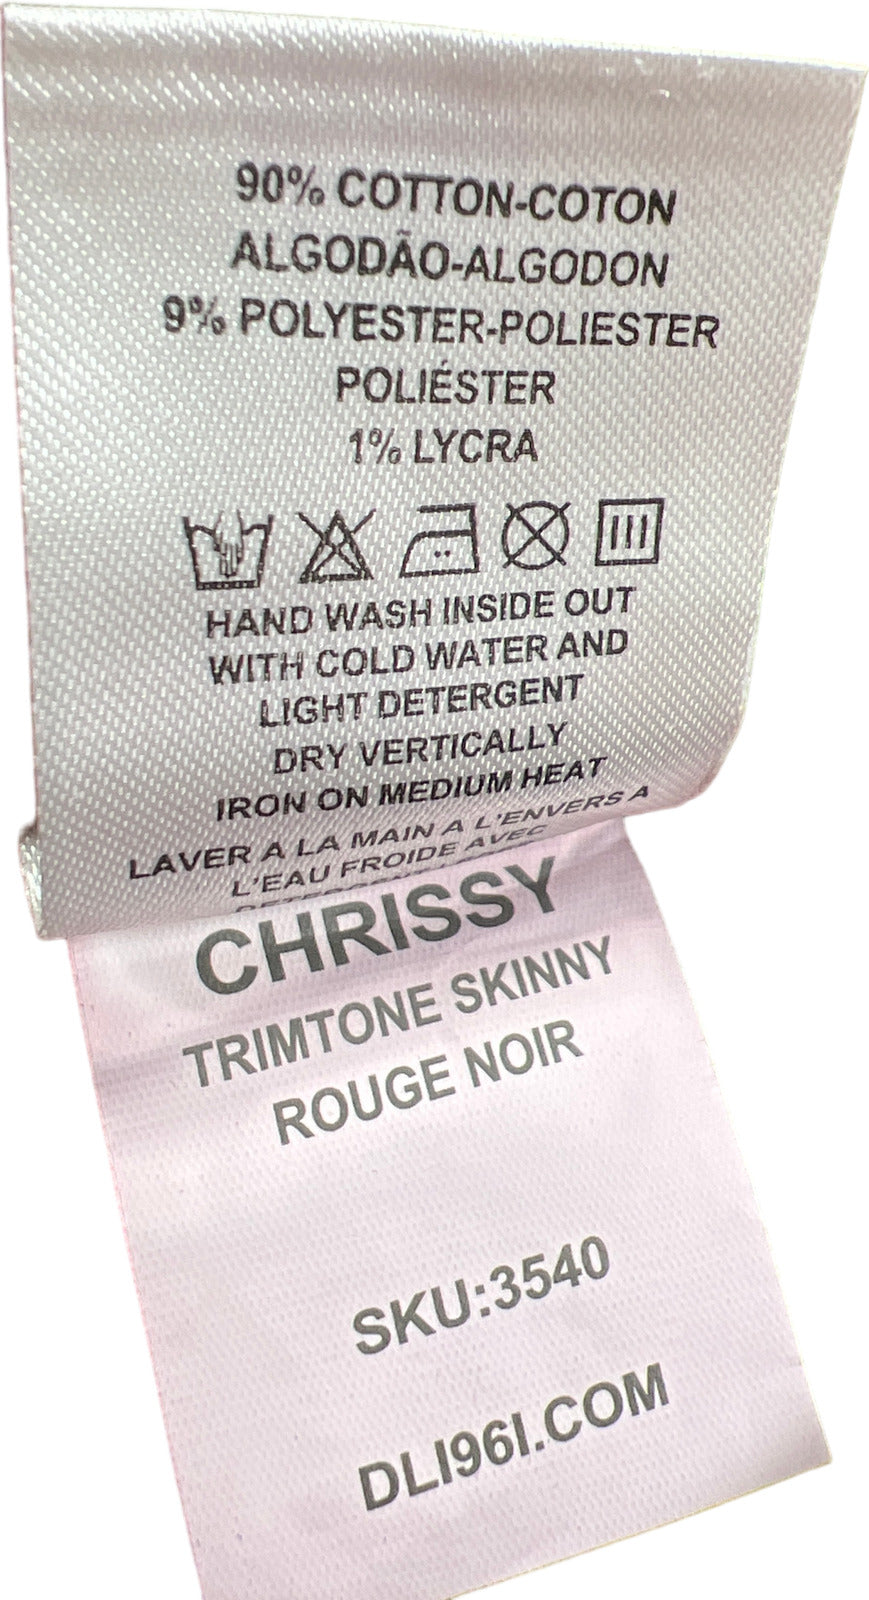 90% COTTON-COTON
ALGODÃO-ALGODON
9% POLYESTER-POLIESTER
POLIÉSTER
1% LYCRA
HAND WASH INSIDE OUT
WITH COLD WATER AND
LIGHT DETERGENT
DRY VERTICALLY
IRON ON MEDIUM HEAT
LAVER A LA MAIN A L'ENVERS A
L'EAU FROIDE AVEC
CHRISSY
TRIMTONE SKINNY
ROUGE NOIR
SKU:3540
DLI96I.COM